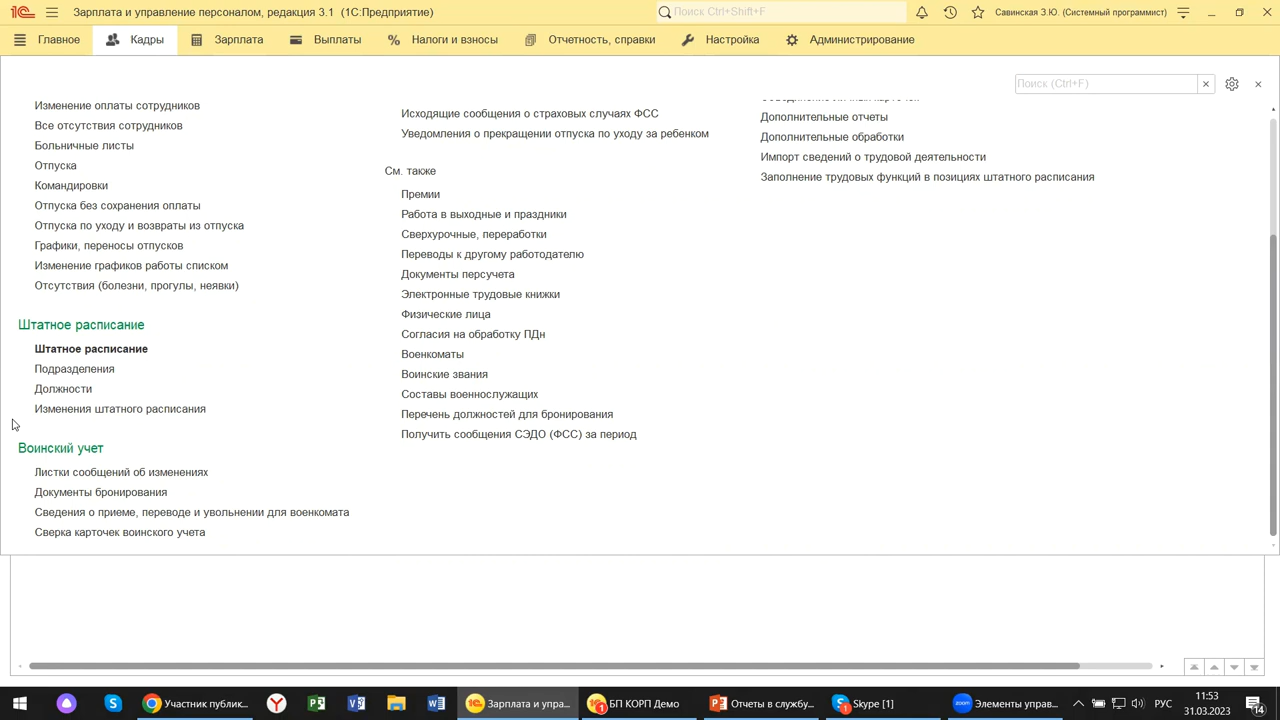 Зарплата и управление персоналом, редакция 3.1 (1С:Предприятие)
Поиск Ctrl+Shift+F
Савинская З.Ю. (Системный программист)
Главное
Кадры
Зарплата
Выплаты
Налоги и взносы
Отчетность, справки
Настройка
Администрирование
Поиск (Ctrl+F)
Изменение оплаты сотрудников
Все отсутствия сотрудников
Больничные листы
Отпуска
Командировки
Отпуска без сохранения оплаты
Отпуска по уходу и возвраты из отпуска
Графики, переносы отпусков
Изменение графиков работы списком
Отсутствия (болезни, прогулы, неявки)
Штатное расписание
Штатное расписание
Подразделения
Должности
Изменения штатного расписания
Воинский учет
Листки сообщений об изменениях
Документы бронирования
Сведения о приеме, переводе и увольнении для военкомата
Сверка карточек воинского учета
Исходящие сообщения о страховых случаях ФСС
Уведомления о прекращении отпуска по уходу за ребенком
См. также
Премии
Работа в выходные и праздники
Сверхурочные, переработки
Переводы к другому работодателю
Документы персучета
Электронные трудовые книжки
Физические лица
Согласия на обработку ПДн
Военкоматы
Воинские звания
Составы военнослужащих
Перечень должностей для бронирования
Получить сообщения СЭДО (ФСС) за период
Дополнительные отчеты
Дополнительные обработки
Импорт сведений о трудовой деятельности
Заполнение трудовых функций в позициях штатного расписания
Участник публик...
Зарплата и упра...
БП КОРП Демо
Отчеты в службу...
Skype [1]
zoom
Элементы управ...
РУС
11:53
31.03.2023
14